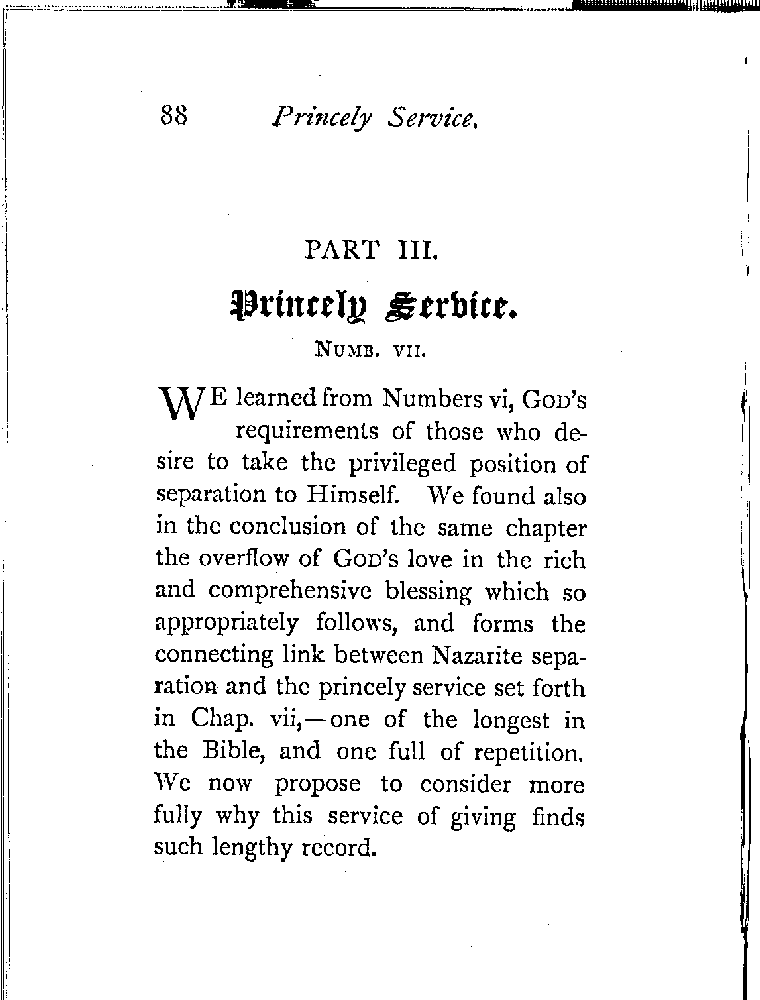 88 Princely Service.
PART III.
Princely Service.
NUMB. VII.
WE learned from Numbers vi, GOD'S
requirements of those who de-
sire to take the privileged position of
separation to Himself. We found also
in the conclusion of the same chapter
the overflow of GOD'S love in the rich
and comprehensive blessing which so
appropriately follows, and forms the
connecting link between Nazarite sepa-
ration and the princely service set forth
in Chap. vii,—one of the longest in
the Bible, and one full of repetition.
We now propose to consider more
fully why this service of giving finds
such lengthy record.